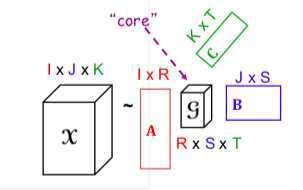 “core”
K x T
C
I x J x K
I x R
J x S
X
~
A
G
B
R x S x T